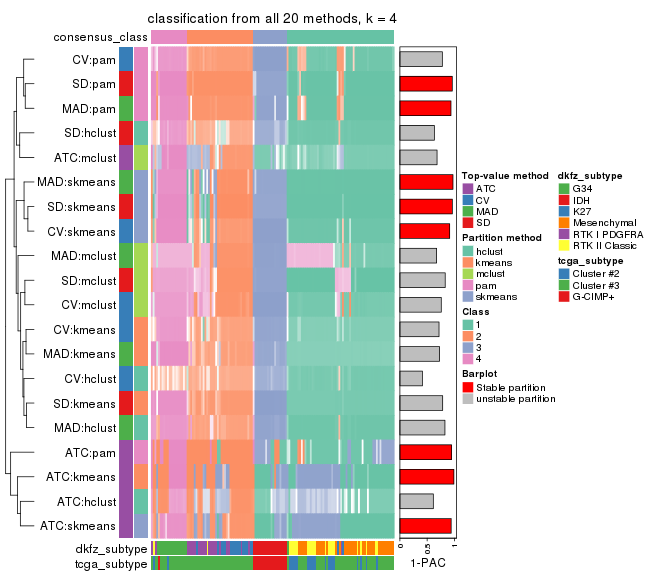 classification from all 20 methods, k = 4
consensus_class
CV:pam
SD:pam
MAD:pam
SD:hclust
ATC:mclust
MAD:skmeans
SD:skmeans
CV:skmeans
MAD:mclust
SD:mclust
CV:mclust
CV:kmeans
MAD:kmeans
CV:hclust
SD:kmeans
MAD:hclust
ATC:pam
ATC:kmeans
ATC:hclust
ATC:skmeans
dkfz_subtype
tcga_subtype
0
0.5
1
1-PAC
Top-value method
ATC
CV
MAD
SD
Partition method
hclust
kmeans
mclust
pam
skmeans
Class
1
2
3
4
Barplot
Stable partition
unstable partition
dkfz_subtype
G34
IDH
K27
Mesenchymal
RTK I PDGFRA
RTK II Classic
tcga_subtype
Cluster #2
Cluster #3
G-CIMP+